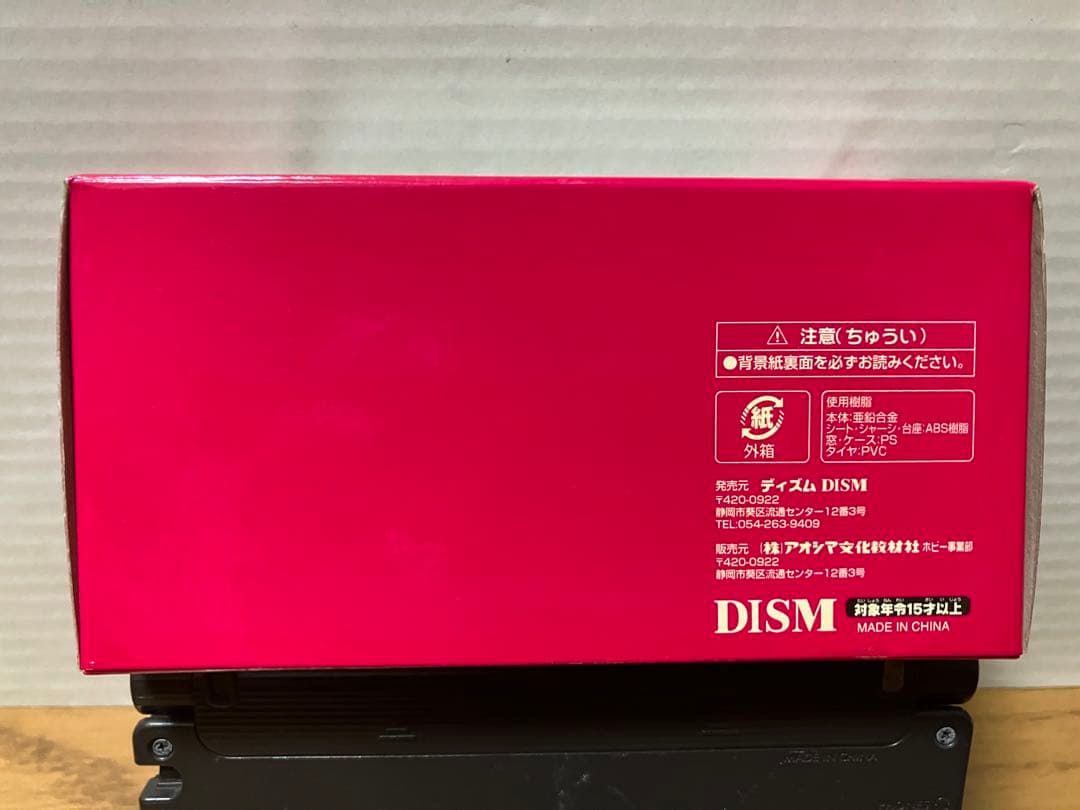 ⚠ 注意(ちゅうい)
●背景紙裏面を必ずお読みください。
紙
外箱
使用樹脂
本体:亜鉛合金
シート・シャーシ・台座:ABS樹脂
窓・ケース:PS
タイヤ:PVC
発売元 ディズム DISM
〒420-0922
静岡市葵区流通センター12番3号
TEL:054-263-9409
販売元 (株)アオシマ文化教材社 ホビー事業部
〒420-0922
静岡市葵区流通センター12番3号
DISM 対象年令15才以上
MADE IN CHINA
MADE IN CHINA